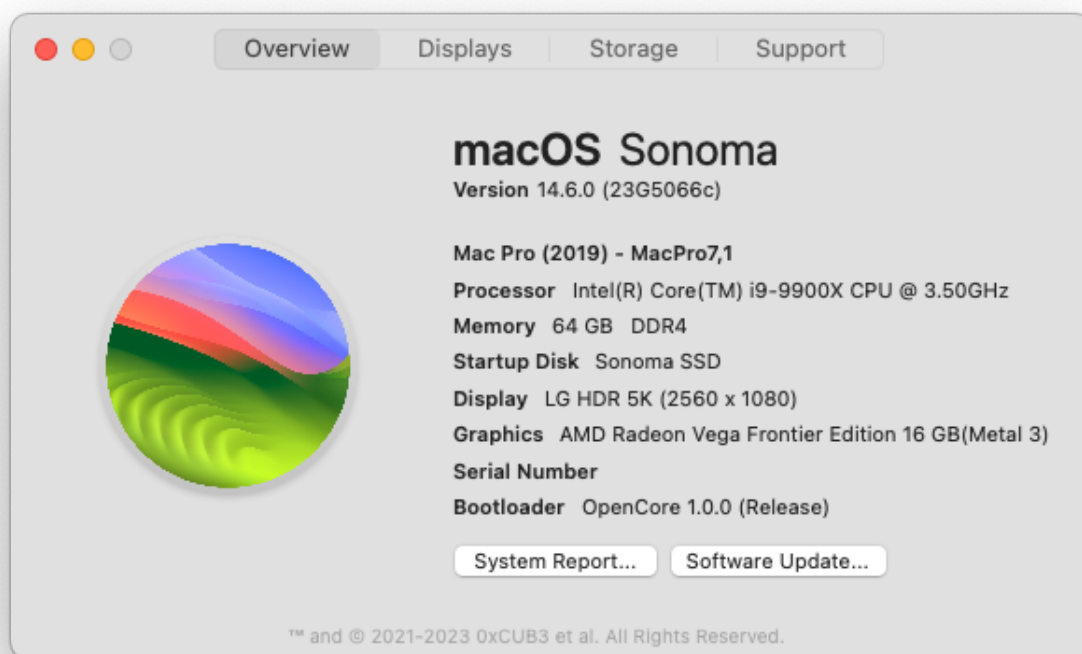 Overview Displays Storage Support
macOS Sonoma
Version 14.6.0 (23G5066c)
Mac Pro (2019) - MacPro7,1
Processor Intel(R) Core(TM) i9-9900X CPU @ 3.50GHz
Memory 64 GB DDR4
Startup Disk Sonoma SSD
Display LG HDR 5K (2560 x 1080)
Graphics AMD Radeon Vega Frontier Edition 16 GB(Metal 3)
Serial Number
Bootloader OpenCore 1.0.0 (Release)
System Report... Software Update...
™ and © 2021-2023 0xCUB3 et al. All Rights Reserved.